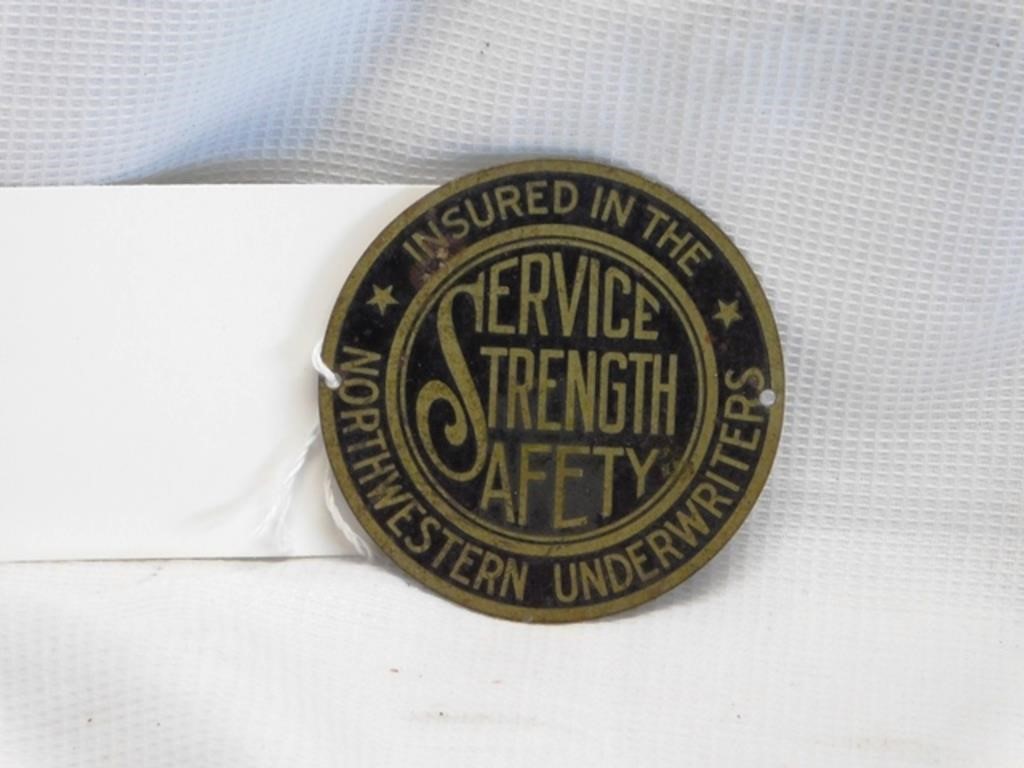 INSURED IN THE
SERVICE
STRENGTH
SAFETY
NORTHWESTERN UNDERWRITERS